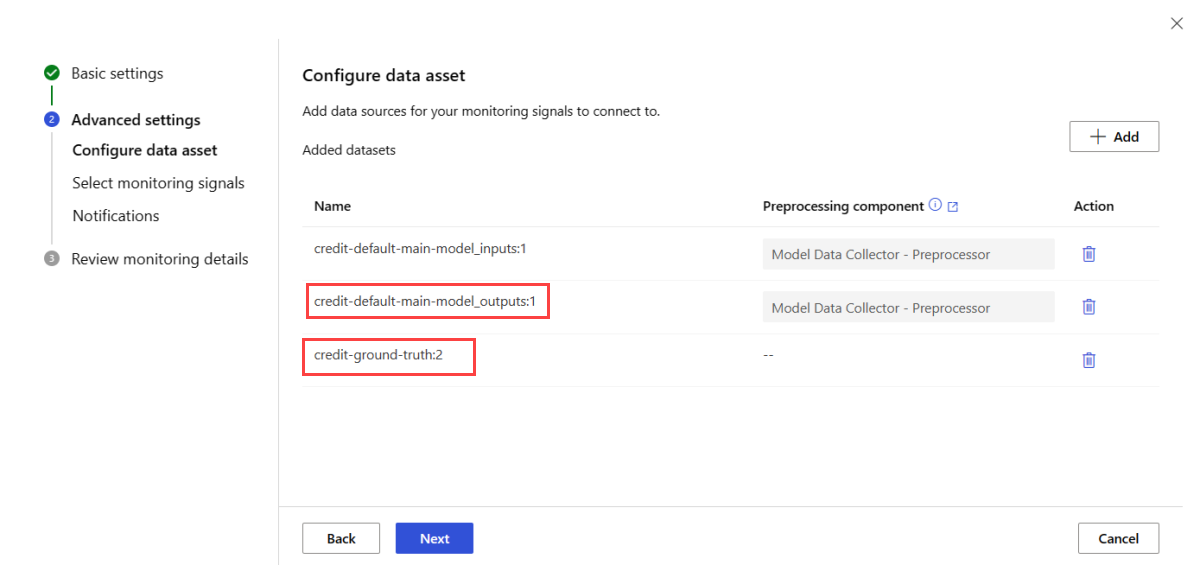 Basic settings
2 Advanced settings
Configure data asset
Select monitoring signals
Notifications
3 Review monitoring details
Configure data asset
Add data sources for your monitoring signals to connect to.
Added datasets
+ Add
Name Preprocessing component Action
credit-default-main-model_inputs:1 Model Data Collector - Preprocessor
credit-default-main-model_outputs:1 Model Data Collector - Preprocessor
credit-ground-truth:2 --
Back Next Cancel